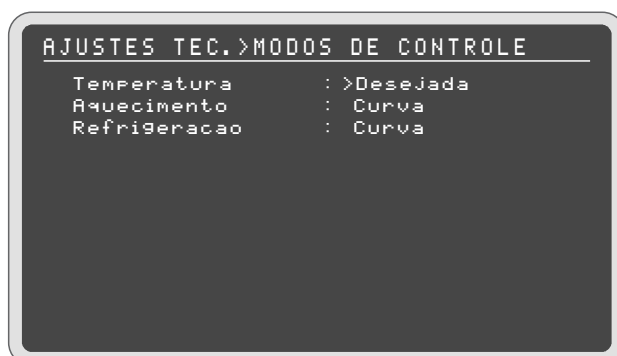 AJUSTES TEC.>MODOS DE CONTROLE
Temperatura :>Desejada
Aquecimento : Curva
Refrigeracao : Curva